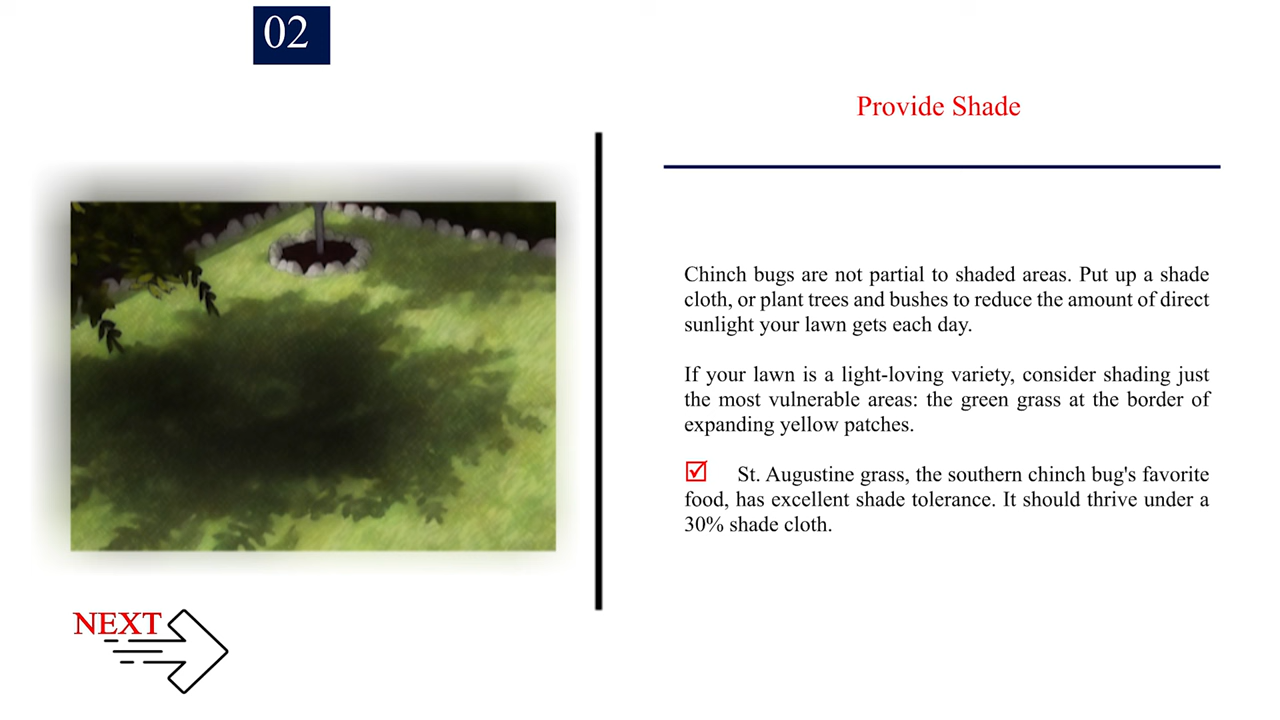 02
Provide Shade
Chinch bugs are not partial to shaded areas. Put up a shade
cloth, or plant trees and bushes to reduce the amount of direct
sunlight your lawn gets each day.
If your lawn is a light-loving variety, consider shading just
the most vulnerable areas: the green grass at the border of
expanding yellow patches.
St. Augustine grass, the southern chinch bug's favorite
food, has excellent shade tolerance. It should thrive under a
30% shade cloth.
NEXT